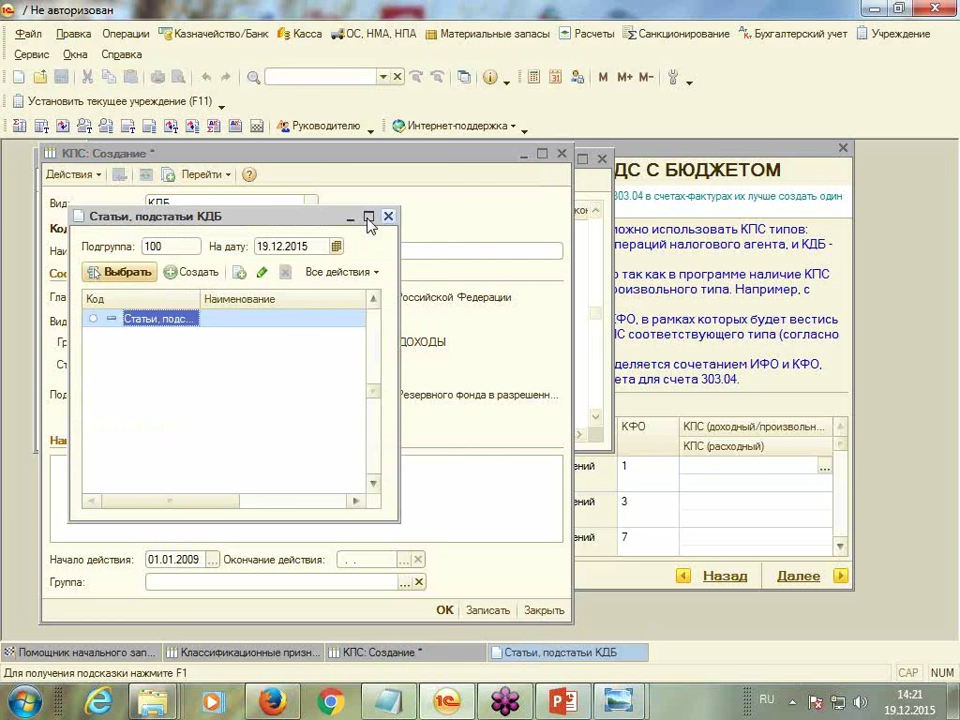 / Не авторизован
Файл Правка Операции Казначейство/Банк Касса ОС, НМА, НПА Материальные запасы Расчеты Санкционирование Бухгалтерский учет Учреждение
Сервис Окна Справка
M M+ M-
Установить текущее учреждение (F11)
Руководителю Интернет-поддержка
КПС: Создание *
ДС С БЮДЖЕТОМ
Действия Перейти
303.04 в счетах-фактурах их лучше создать один
Вид: КДБ
Статьи, подстатьи КДБ
Подгруппа: 100 На дату: 19.12.2015
Выбрать Создать Все действия
Код Наименование
Статьи, подс...
Российской Федерации
ДОХОДЫ
Резервного фонда в разрешенн...
можно использовать КПС типов:
пераций налогового агента, и КДБ -
о так как в программе наличие КПС
роизвольного типа. Например, с
ФО, в рамках которых будет вестись
ПС соответствующего типа (согласно
деляется сочетанием ИФО и КФО,
ета для счета 303.04.
КФО КПС (доходный/произвольн...
КПС (расходный)
ений 1
ений 3
ений 7
Начало действия: 01.01.2009 Окончание действия: . .
Группа:
OK Записать Закрыть
Назад Далее
Помощник начального зап... Классификационные призн... КПС: Создание * Статьи, подстатьи КДБ
Для получения подсказки нажмите F1 CAP NUM
RU 14:21
19.12.2015